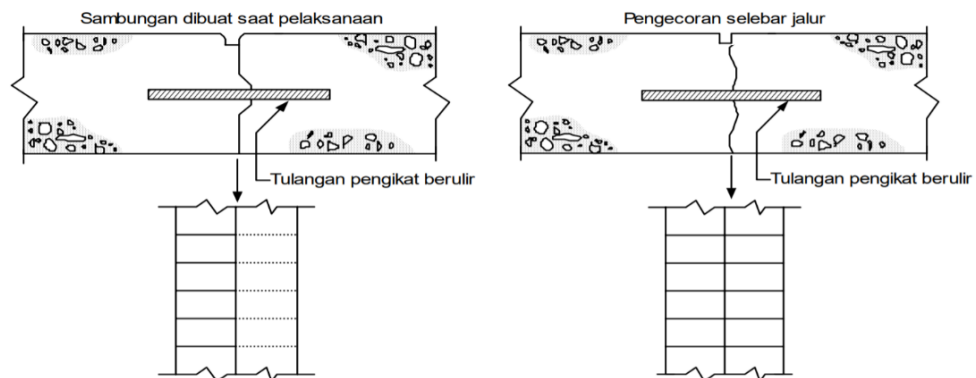 Sambungan dibuat saat pelaksanaan
Tulangan pengikat berulir
Pengecoran selebar jalur
Tulangan pengikat berulir